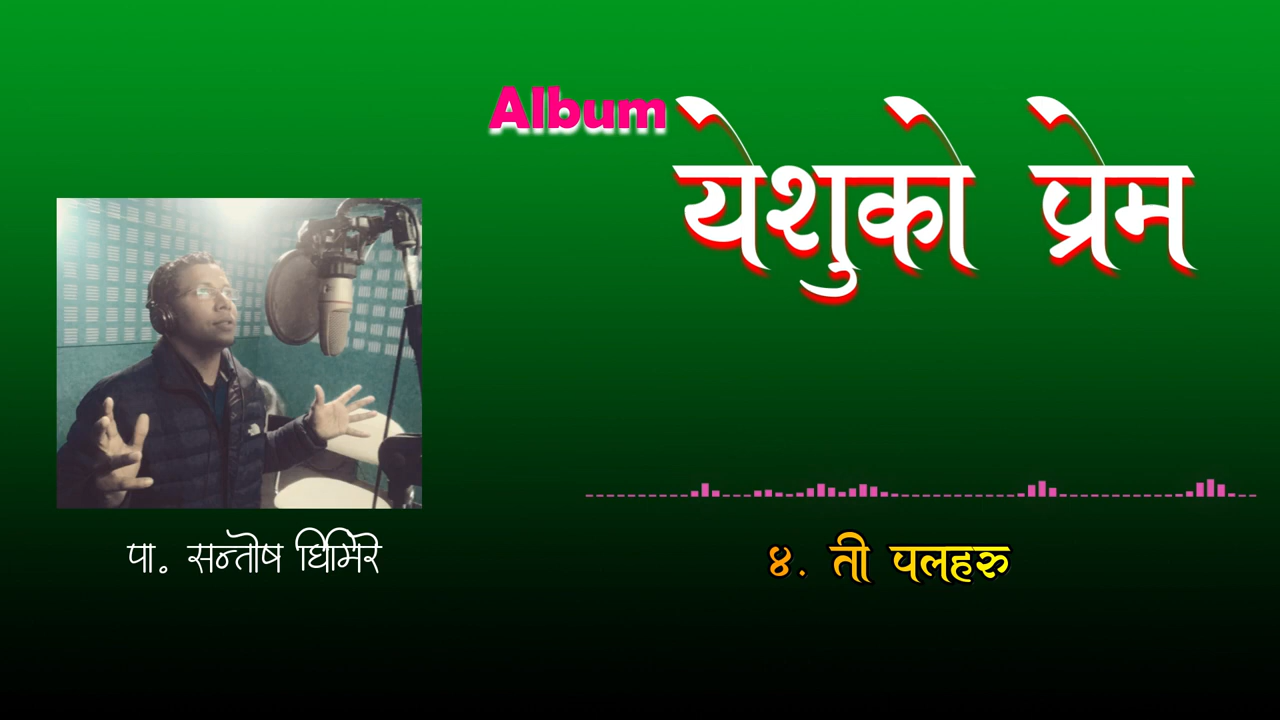 Album
येशुको प्रेम
पा. सन्तोष घिमिरे
४. ती पलहरु